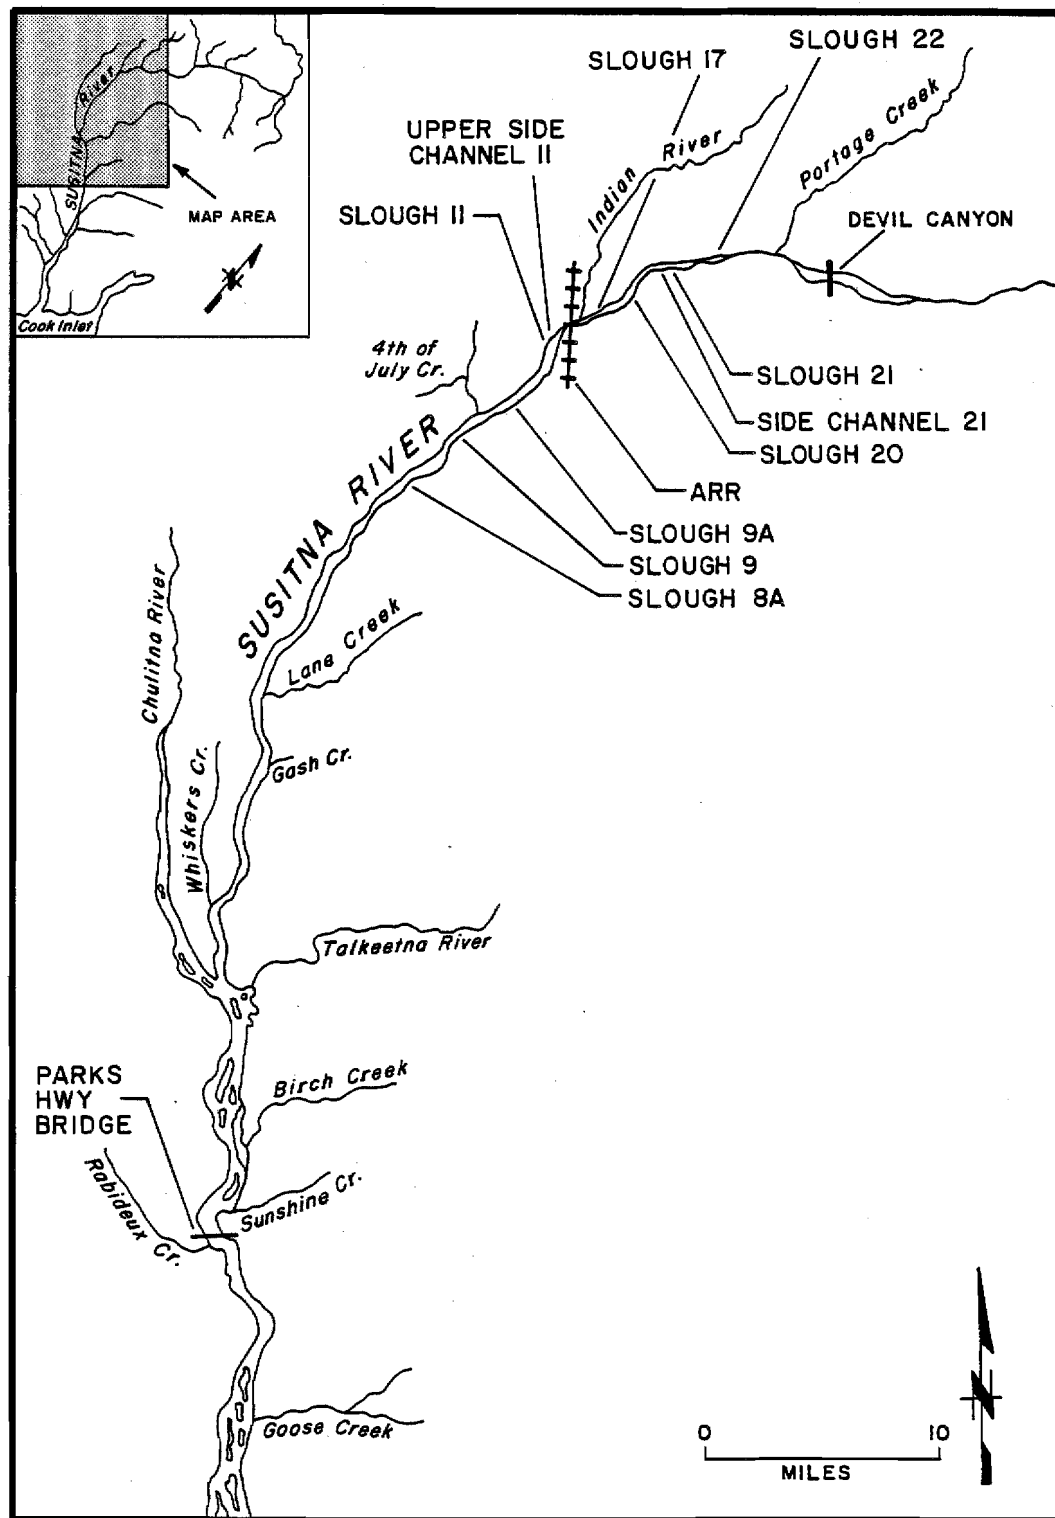 SUSITNA River
MAP AREA
Cook Inlet
SLOUGH 22
SLOUGH 17
UPPER SIDE
CHANNEL 11
SLOUGH 11
Indian River
Portage Creek
DEVIL CANYON
4th of
July Cr.
SLOUGH 21
SIDE CHANNEL 21
SLOUGH 20
ARR
SLOUGH 9A
SLOUGH 9
SLOUGH 8A
SUSITNA RIVER
Lane Creek
Chulitna River
Gash Cr.
Whiskers Cr.
Talkeetna River
Birch Creek
PARKS
HWY
BRIDGE
Rabideux Cr.
Sunshine Cr.
Goose Creek
0 10
MILES